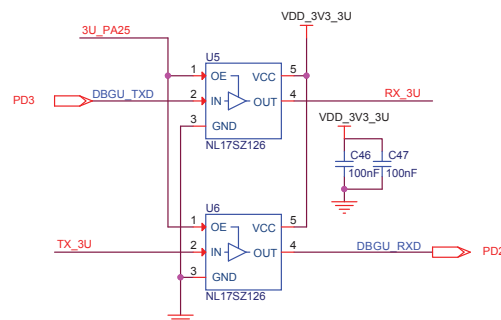 3U_PA25
VDD_3V3_3U
U5
1 OE VCC 5
PD3 DBGU_TXD 2 IN OUT 4 RX_3U
3 GND
NL17SZ126
VDD_3V3_3U
C46 C47
100nF 100nF
U6
1 OE VCC 5
TX_3U 2 IN OUT 4 DBGU_RXD PD2
3 GND
NL17SZ126